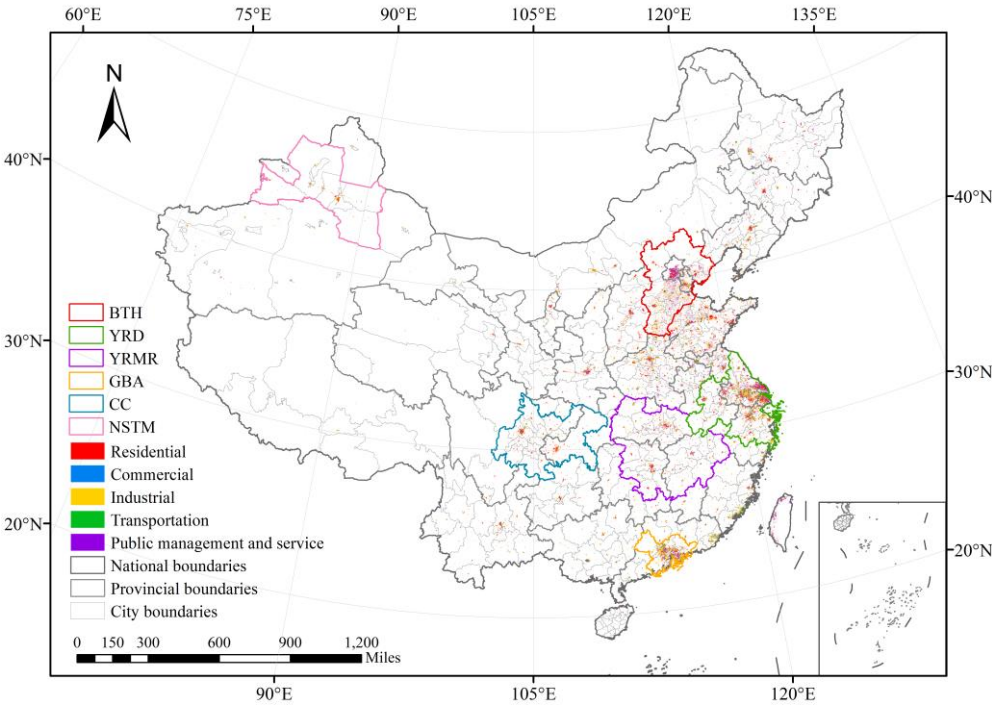 60°E 75°E 90°E 105°E 120°E 135°E
N
40°N
40°N
30°N
30°N
20°N
20°N
BTH
YRD
YRMR
GBA
CC
NSTM
Residential
Commercial
Industrial
Transportation
Public management and service
National boundaries
Provincial boundaries
City boundaries
0 150 300 600 900 1,200
Miles
90°E 105°E 120°E